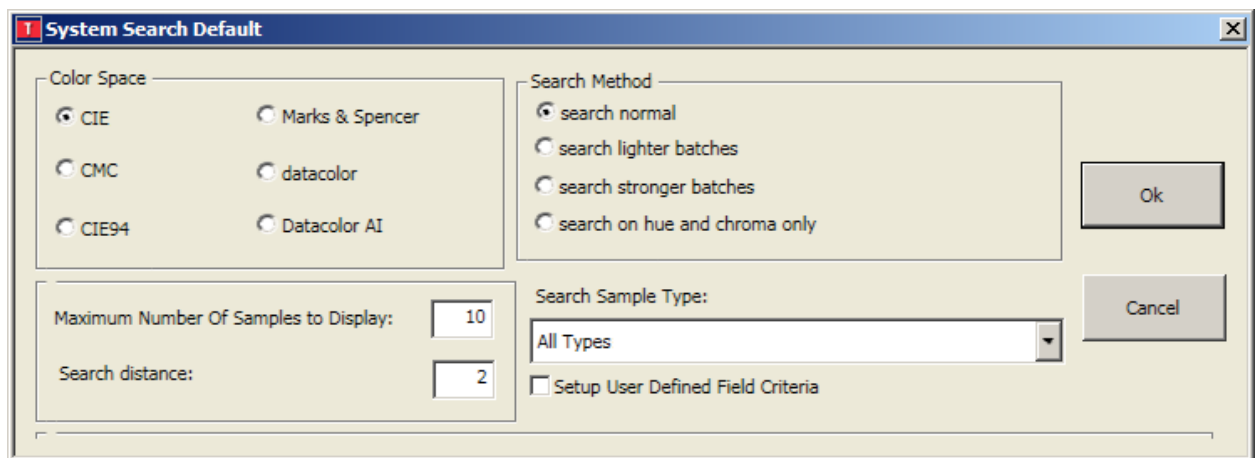 T System Search Default
Color Space
CIE
Marks & Spencer
CMC
datacolor
CIE94
Datacolor AI
Search Method
search normal
search lighter batches
search stronger batches
search on hue and chroma only
Ok
Cancel
Maximum Number Of Samples to Display: 10
Search distance: 2
Search Sample Type:
All Types
Setup User Defined Field Criteria